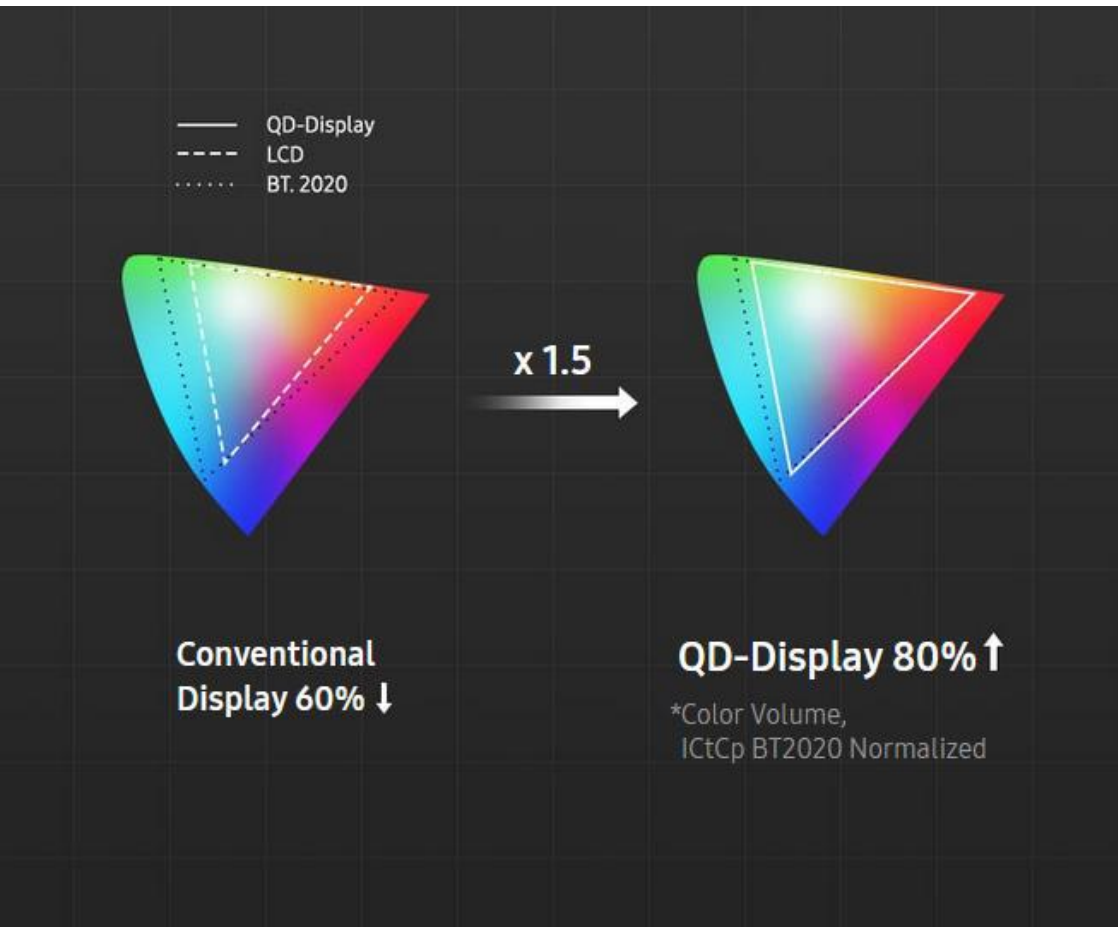 QD-Display
LCD
BT. 2020
x 1.5
Conventional
Display 60% ↓
QD-Display 80% ↑
*Color Volume,
ICtCp BT2020 Normalized